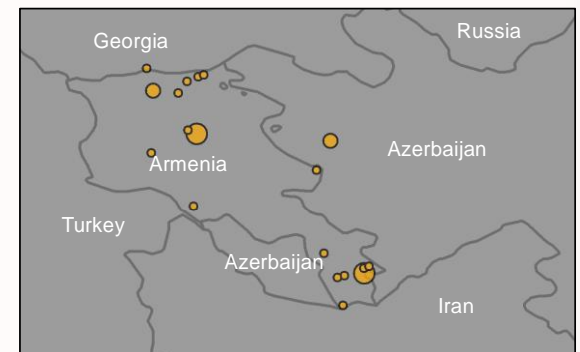 Russia
Georgia
Azerbaijan
Armenia
Turkey
Azerbaijan
Iran